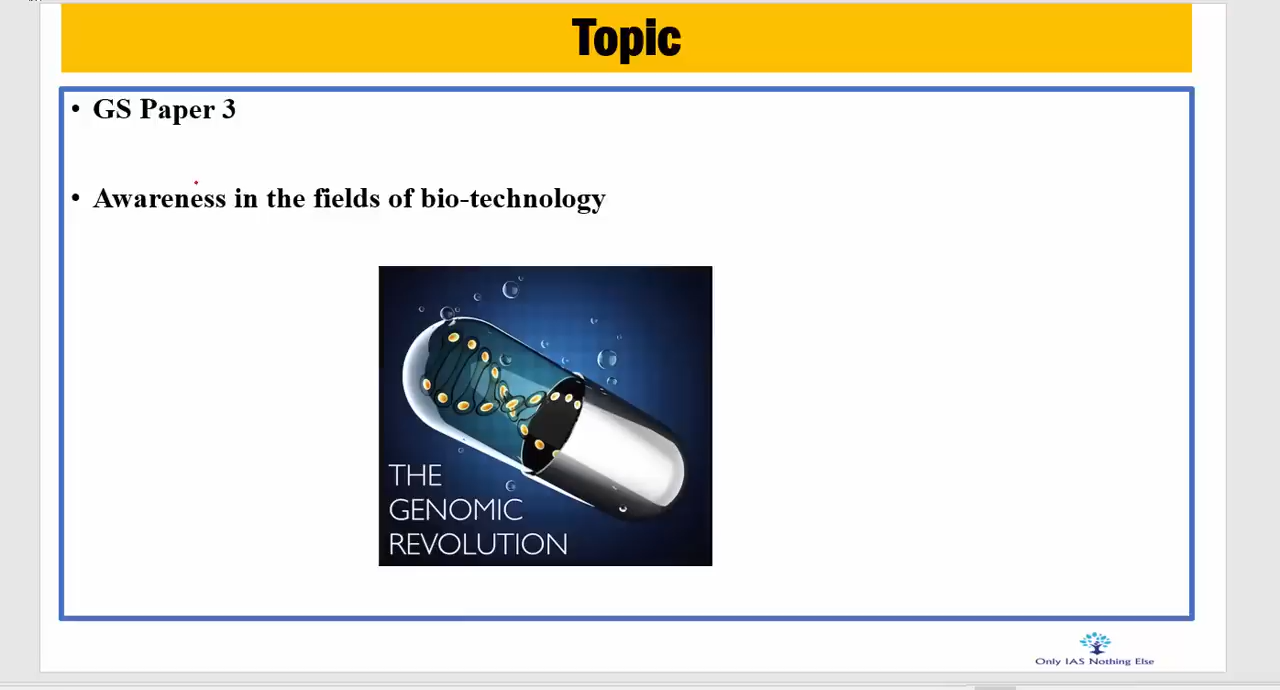 Topic
• GS Paper 3
• Awareness in the fields of bio-technology
THE
GENOMIC
REVOLUTION
Only IAS Nothing Else